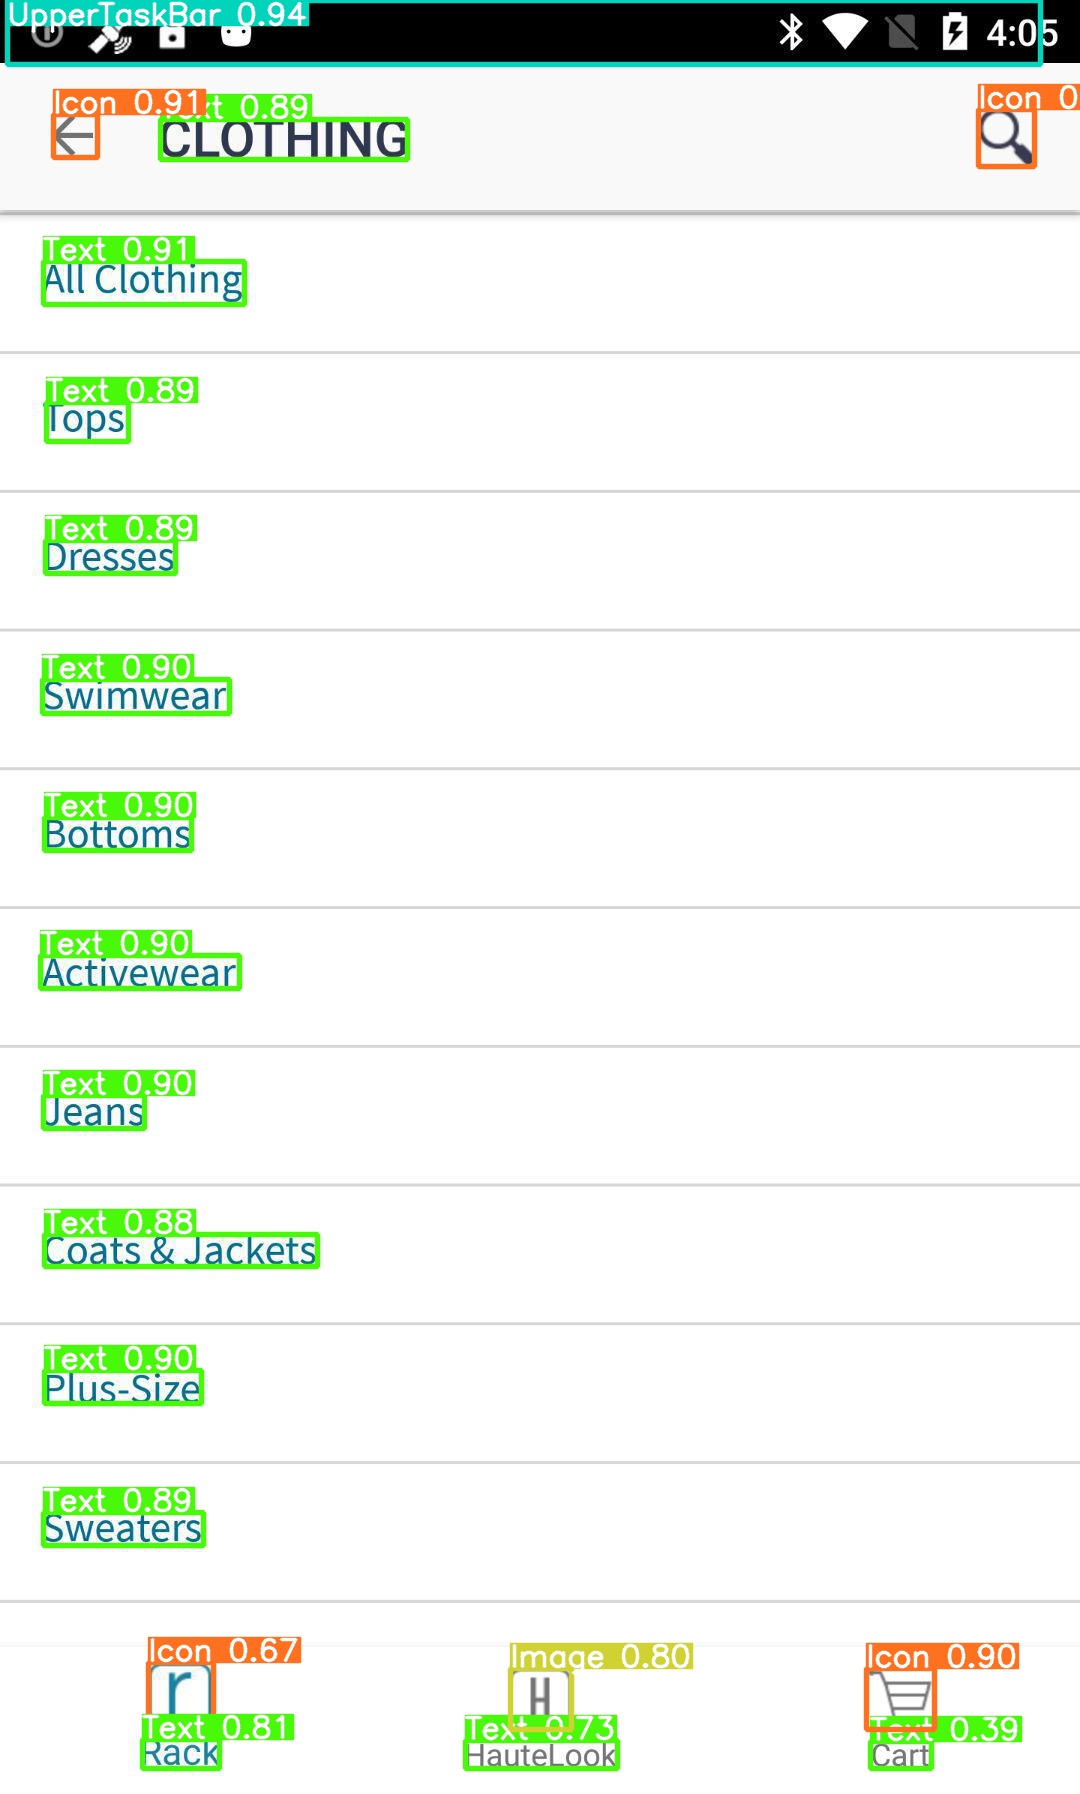 UpperTaskBar 0.94
4:05
Icon 0.91
xt 0.89
Icon 0
CLOTHING
Text 0.91
All Clothing
Text 0.89
Tops
Text 0.89
Dresses
Text 0.90
Swimwear
Text 0.90
Bottoms
Text 0.90
Activewear
Text 0.90
Jeans
Text 0.88
Coats & Jackets
Text 0.90
Plus-Size
Text 0.89
Sweaters
Icon 0.67
Image 0.80
Icon 0.90
r
H
Text 0.81
Text 0.73
Text 0.39
Rack
HauteLook
Cart